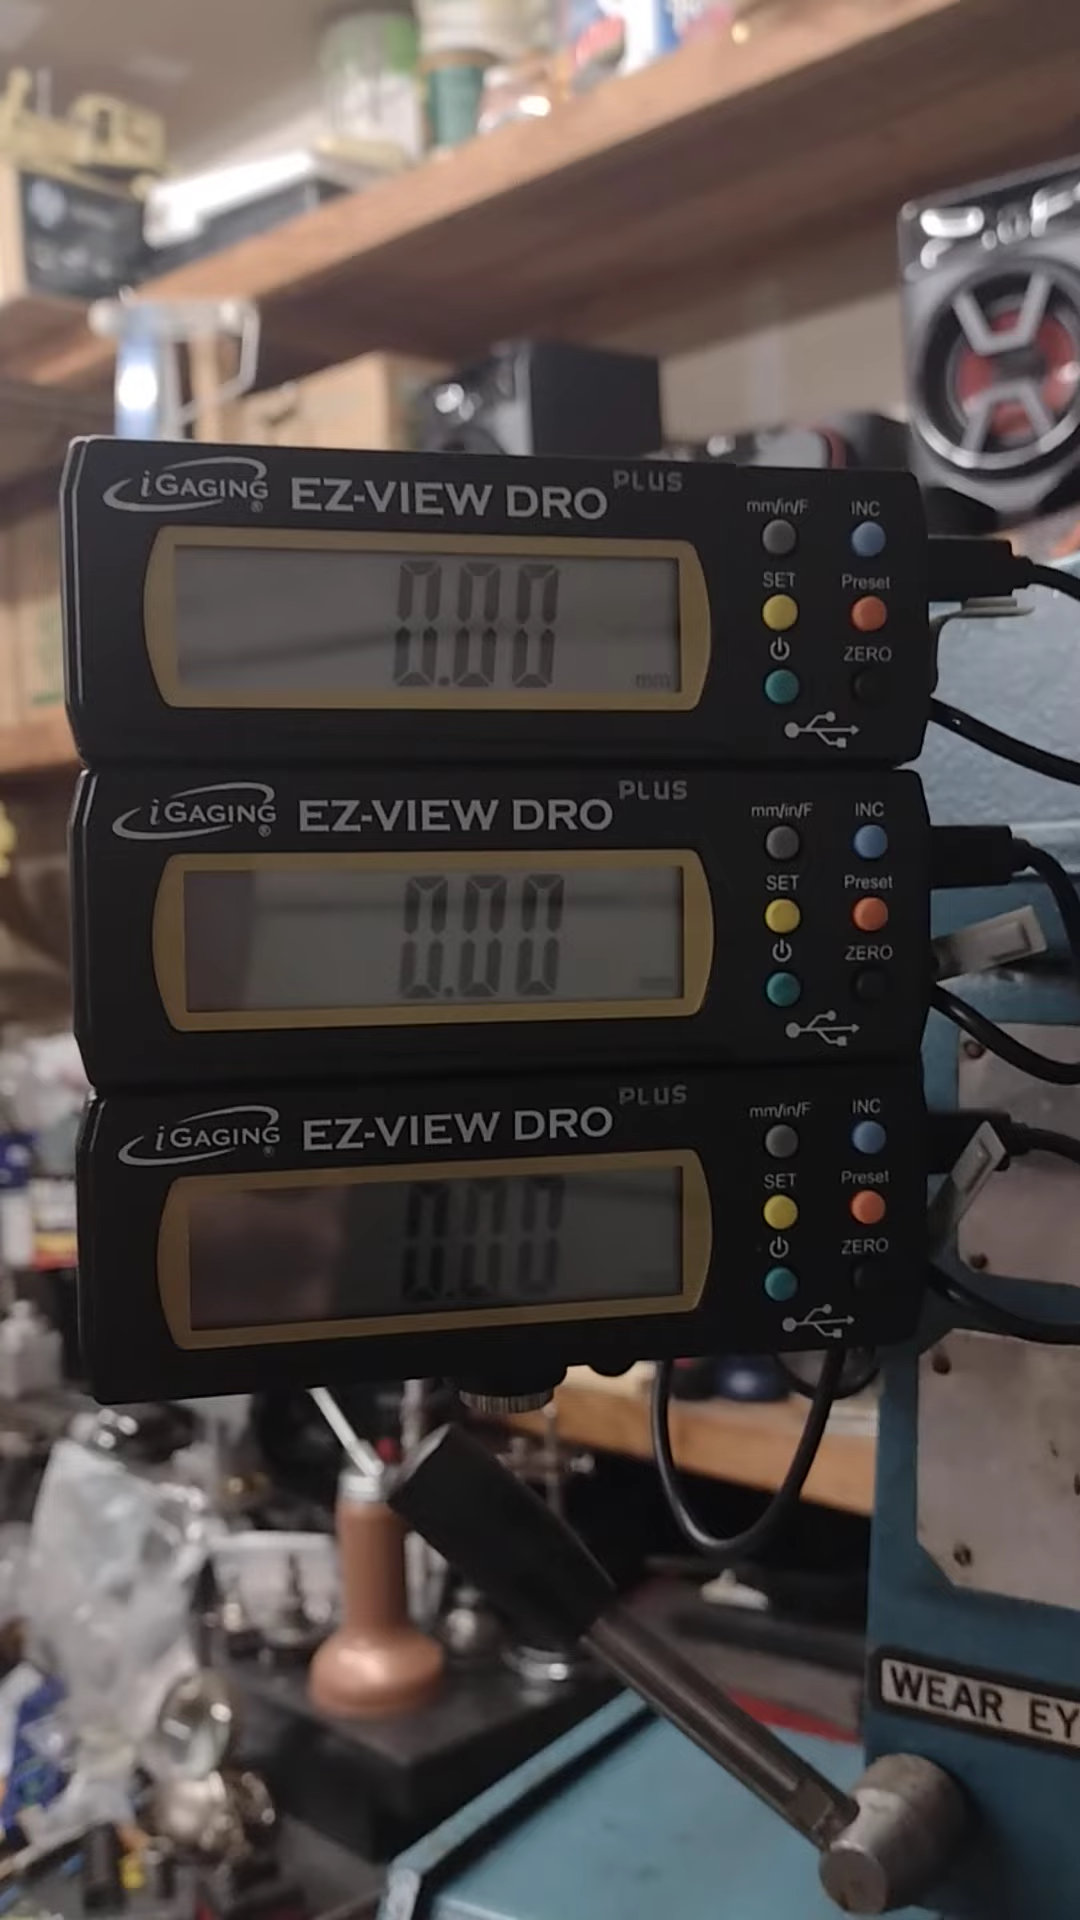 iGAGING® EZ-VIEW DRO PLUS
mm/in/F INC
SET Preset
ZERO
0.00
mm
iGAGING® EZ-VIEW DRO PLUS
mm/in/F INC
SET Preset
ZERO
0.00
iGAGING® EZ-VIEW DRO PLUS
mm/in/F INC
SET Preset
ZERO
0.00
WEAR EY